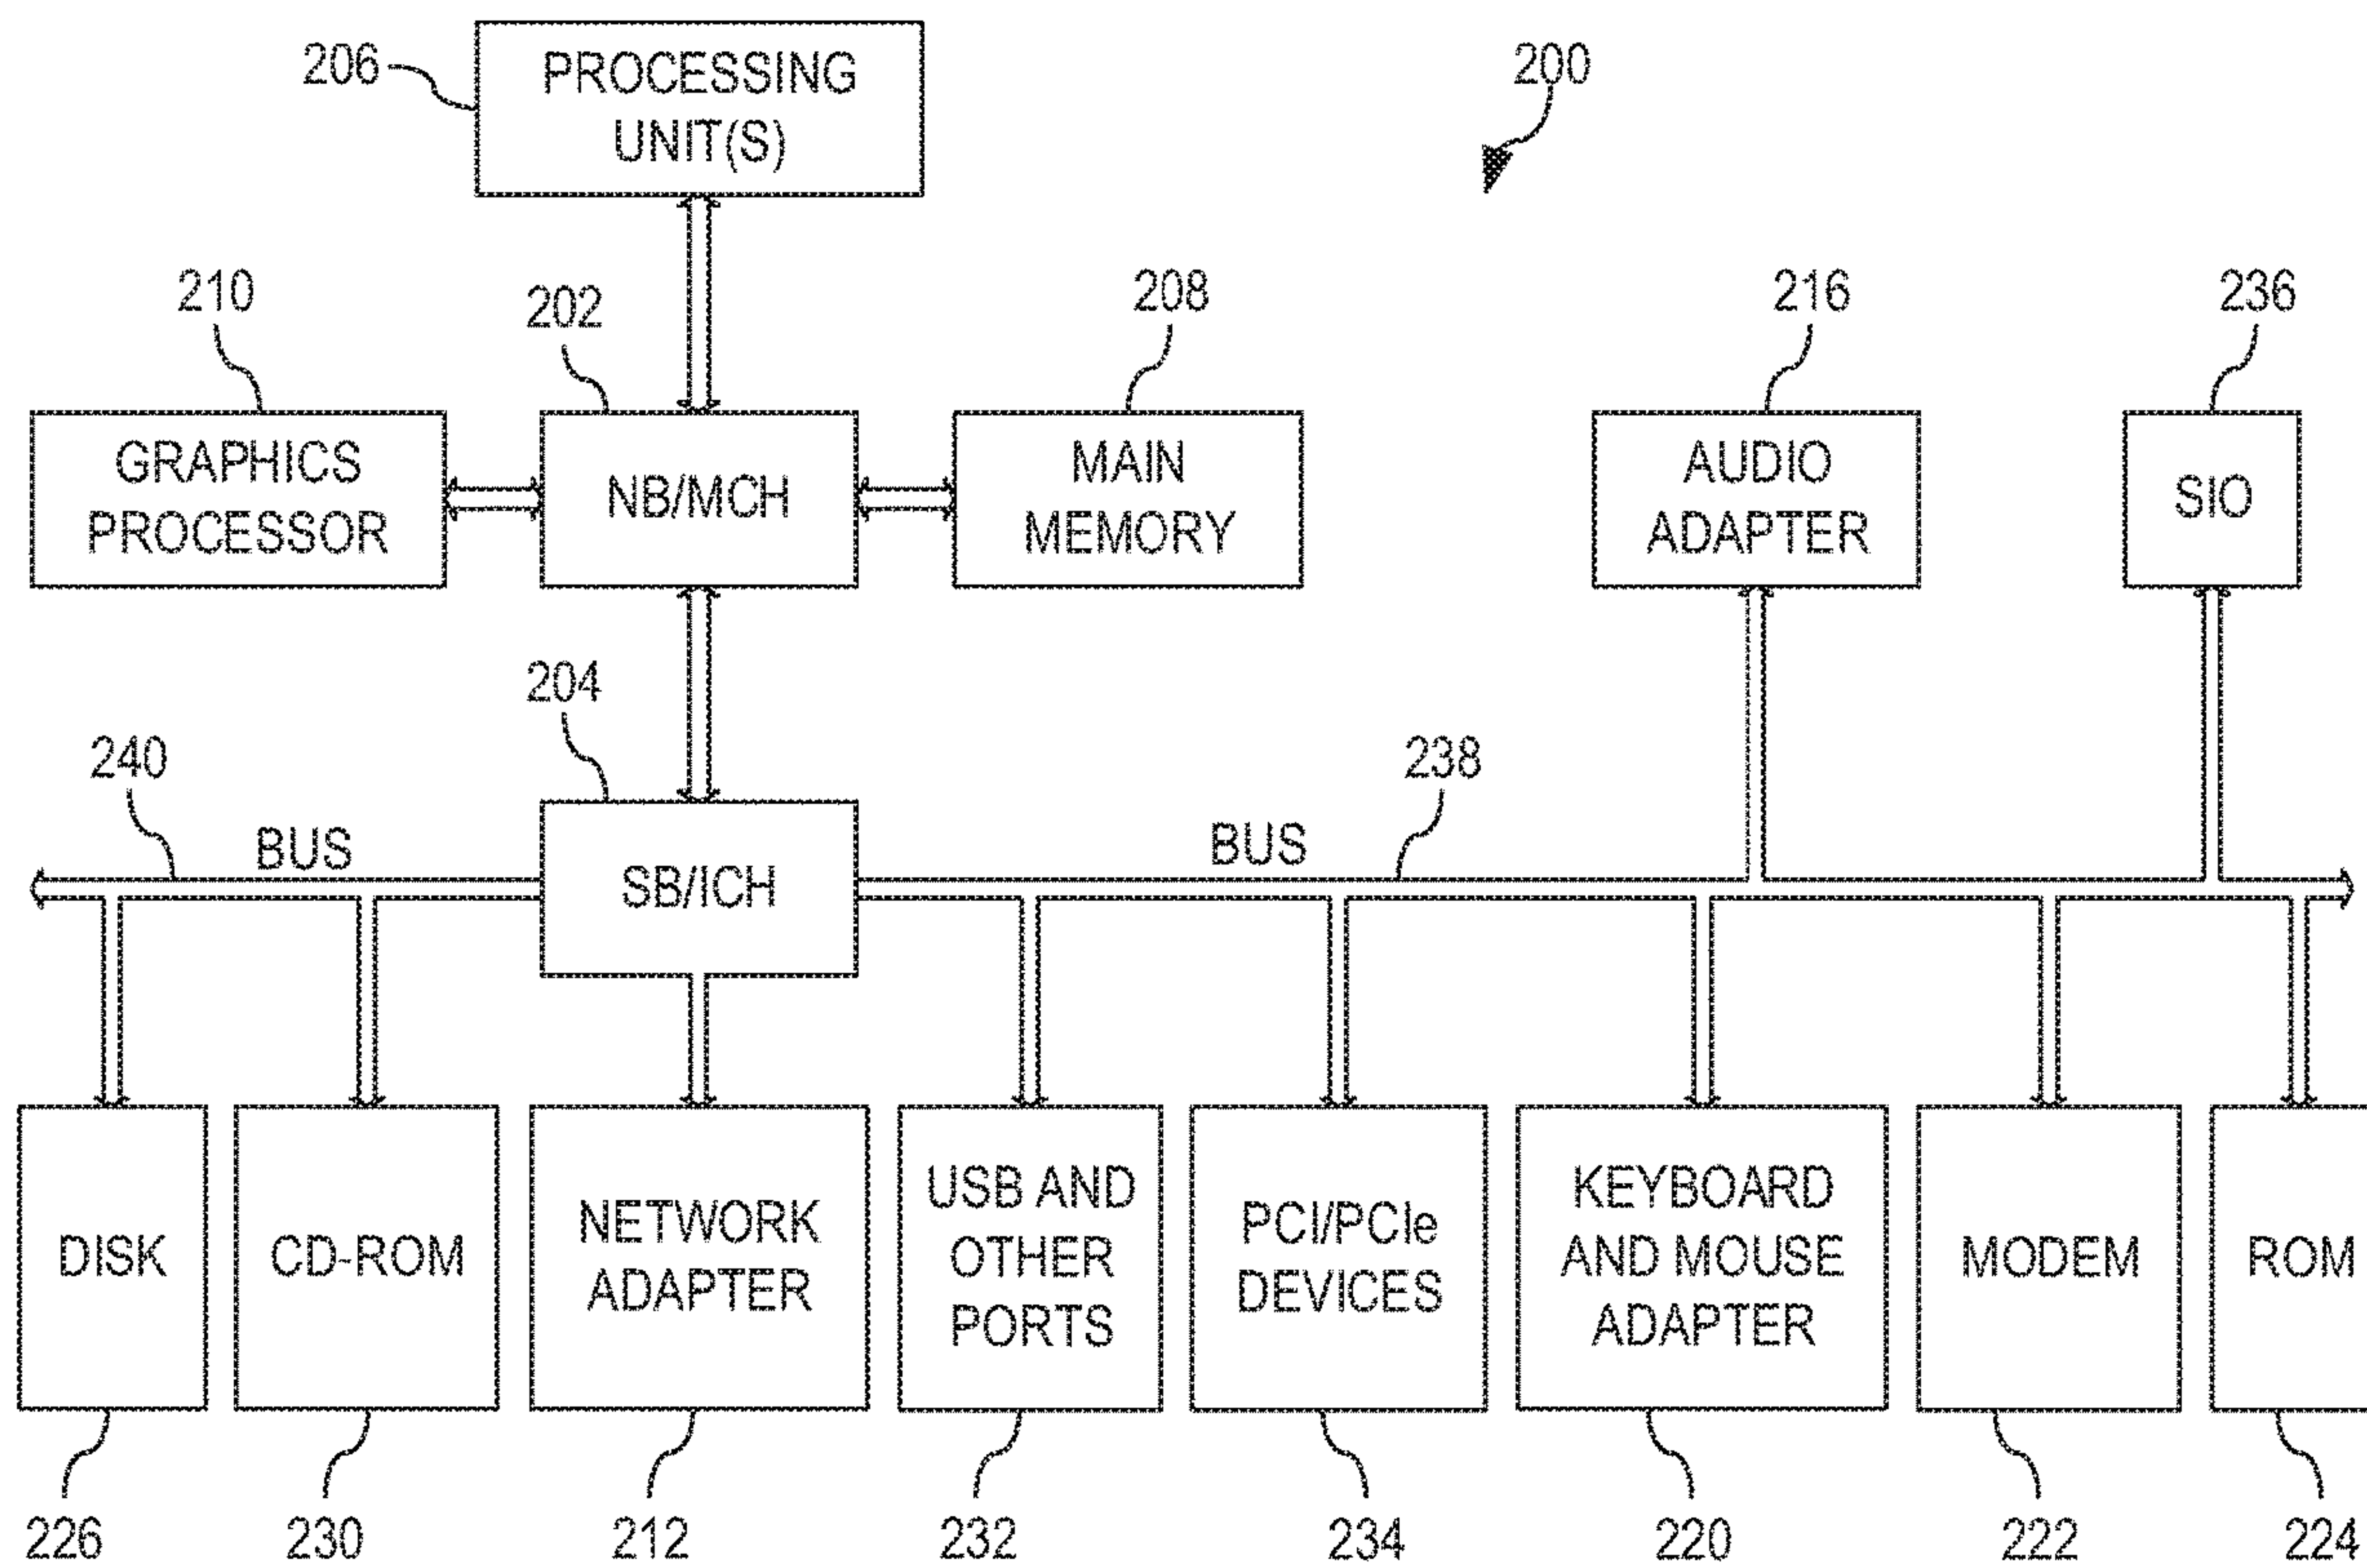 206
PROCESSING
UNIT(S)
200
210
202
208
216
236
GRAPHICS
PROCESSOR
NB/MCH
MAIN
MEMORY
AUDIO
ADAPTER
SIO
204
240
BUS
SB/ICH
BUS
238
DISK
CD-ROM
NETWORK
ADAPTER
USB AND
OTHER
PORTS
PCI/PCIe
DEVICES
KEYBOARD
AND MOUSE
ADAPTER
MODEM
ROM
226
230
212
232
234
220
222
224